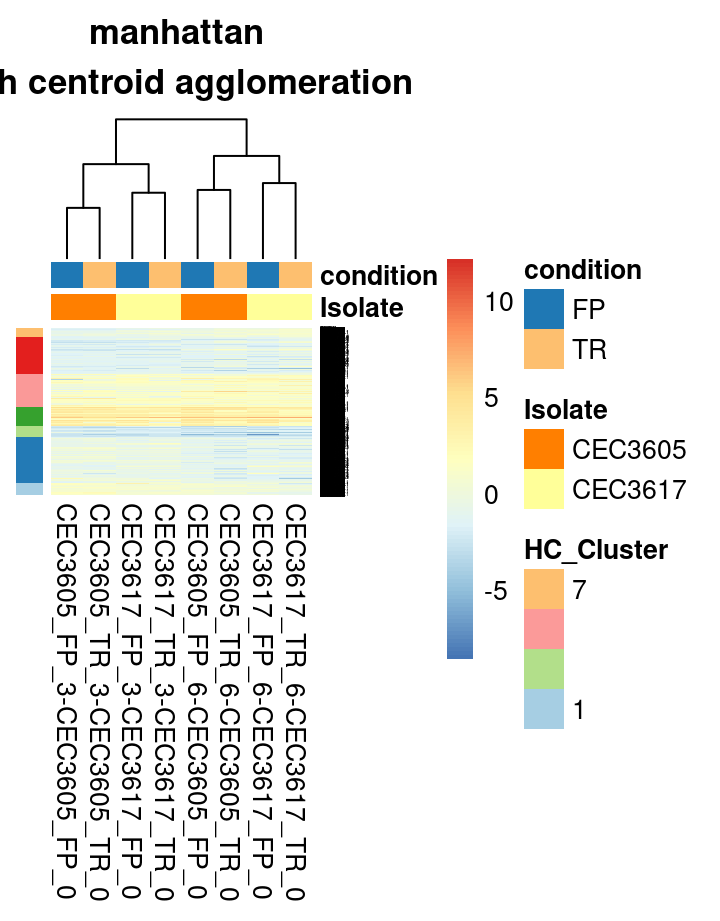 manhattan
h centroid agglomeration
condition
Isolate
CEC3605_FP_3-CEC3605_FP_0
CEC3605_TR_3-CEC3605_TR_0
CEC3617_FP_3-CEC3617_FP_0
CEC3617_TR_3-CEC3617_TR_0
CEC3605_FP_6-CEC3605_FP_0
CEC3605_TR_6-CEC3605_TR_0
CEC3617_FP_6-CEC3617_FP_0
CEC3617_TR_6-CEC3617_TR_0
10
5
0
-5
condition
FP
TR
Isolate
CEC3605
CEC3617
HC_Cluster
7
1